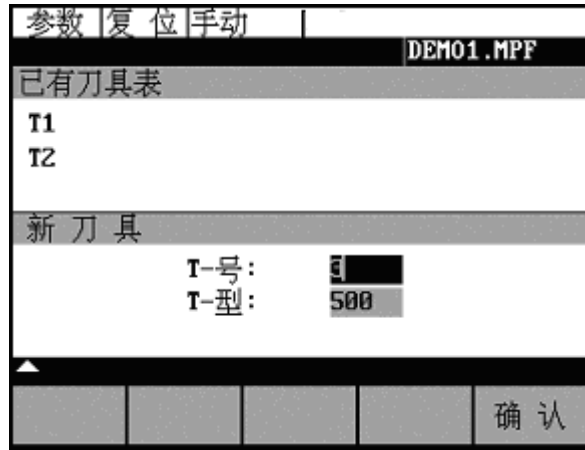 参数 复 位 手动
DEMO1.MPF
已有刀具表
T1
T2
新 刀 具
T-号:
T-型: 500
确 认